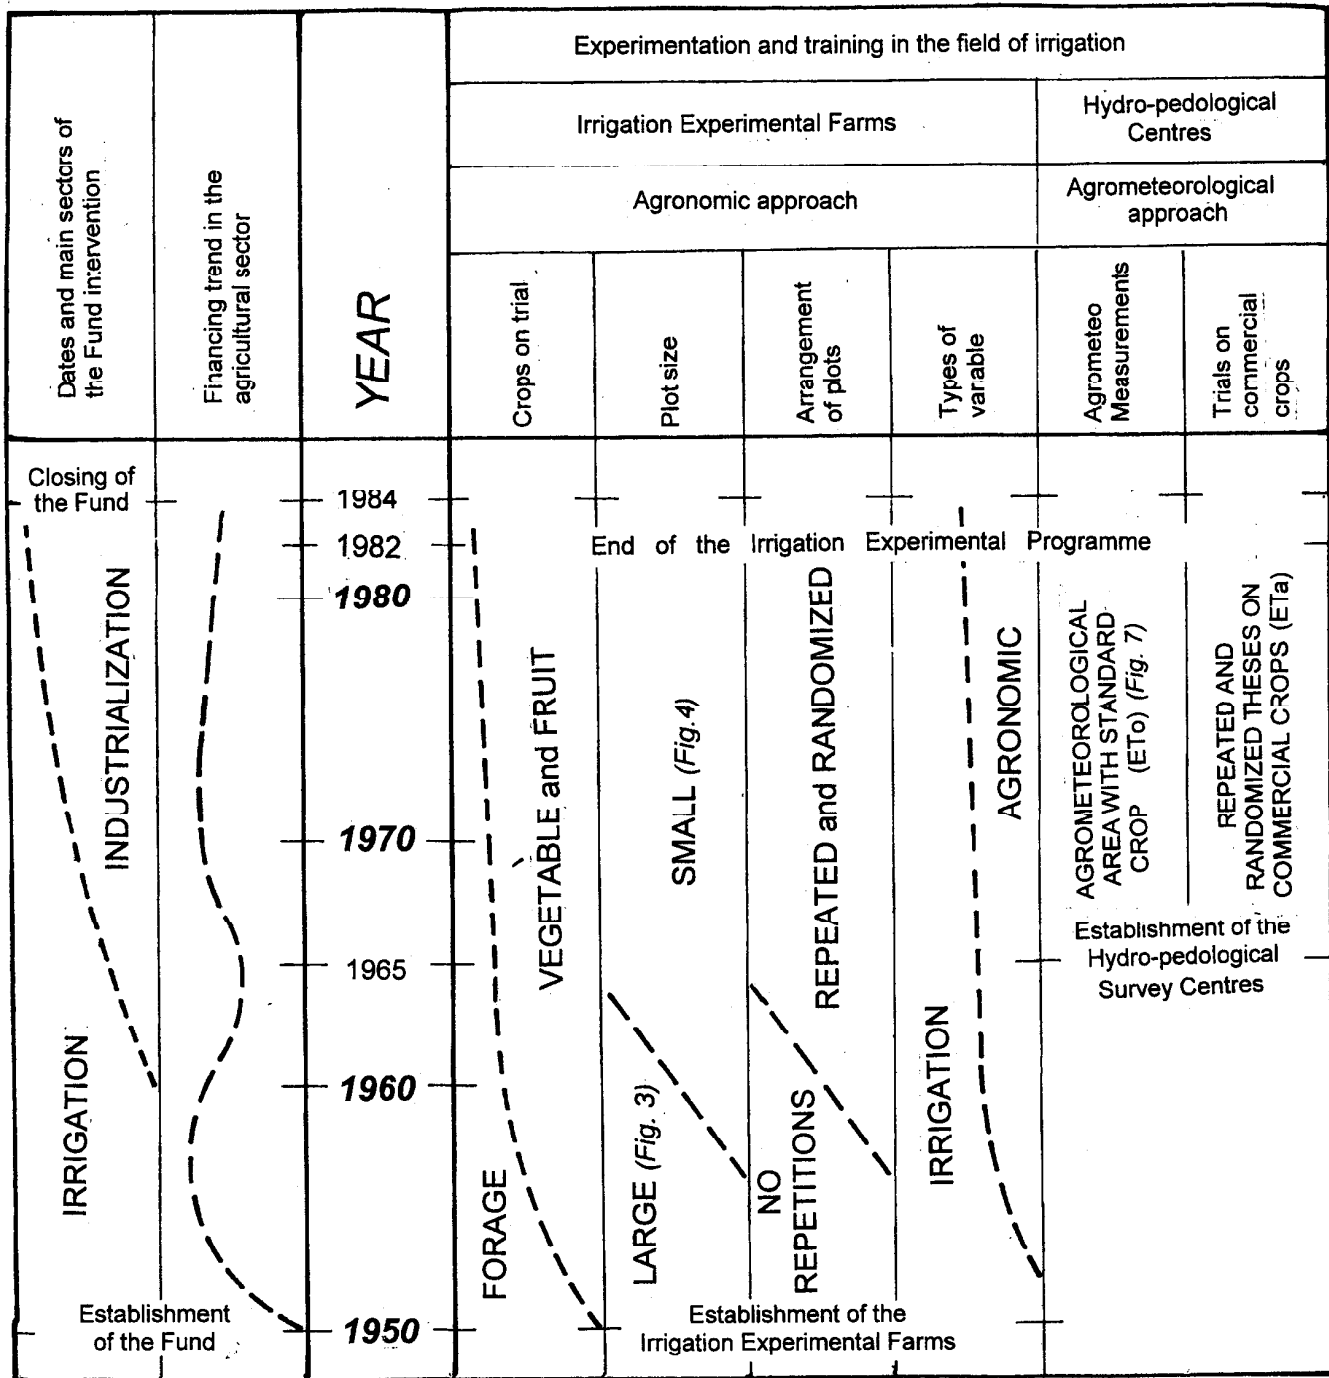 Experimentation and training in the field of irrigation
Irrigation Experimental Farms
Hydro-pedological
Centres
Agronomic approach
Agrometeorological
approach
Dates and main sectors of
the Fund intervention
Financing trend in the
agricultural sector
YEAR
Crops on trial
Plot size
Arrangement
of plots
Types of
varable
Agrometeo
Measurements
Trials on
commercial
crops
Closing of
the Fund
1984
1982
End of the Irrigation Experimental Programme
1980
INDUSTRIALIZATION
VEGETABLE and FRUIT
SMALL (Fig. 4)
REPEATED and RANDOMIZED
AGRONOMIC
AGROMETEOROLOGICAL
AREA WITH STANDARD
CROP (ETo) (Fig. 7)
REPEATED AND
RANDOMIZED THESES ON
COMMERCIAL CROPS (ETa)
1970
Establishment of the
Hydro-pedological
Survey Centres
1965
1960
IRRIGATION
FORAGE
LARGE (Fig. 3)
NO
REPETITIONS
IRRIGATION
Establishment
of the Fund
1950
Establishment of the
Irrigation Experimental Farms